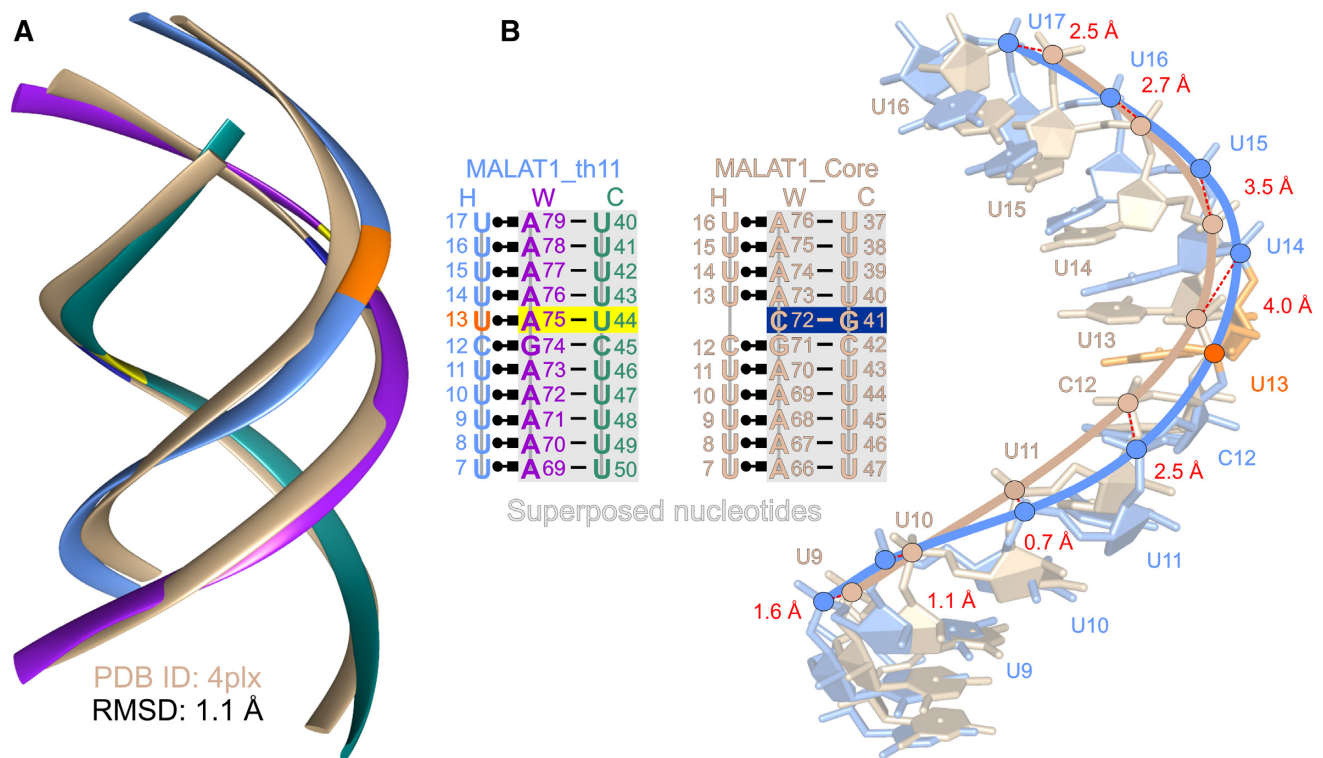 A
PDB ID: 4plx
RMSD: 1.1 Å
B
MALAT1_th11
H W C
17 U A 79 U 40
16 U A 78 U 41
15 U A 77 U 42
14 U A 76 U 43
13 U A 75 U 44
12 C G 74 C 45
11 U A 73 U 46
10 U A 72 U 47
9 U A 71 U 48
8 U A 70 U 49
7 U A 69 U 50
MALAT1_Core
H W C
16 U A 76 U 37
15 U A 75 U 38
14 U A 74 U 39
13 U A 73 U 40
C 72 G 41
12 C G 71 C 42
11 U A 70 U 43
10 U A 69 U 44
9 U A 68 U 45
8 U A 67 U 46
7 U A 66 U 47
Superposed nucleotides
U17
2.5 Å
U16
2.7 Å
U16
U15
3.5 Å
U15
U14
U14
4.0 Å
U13
U13
C12
C12
U11
2.5 Å
U10
0.7 Å
U11
U9
1.6 Å
1.1 Å
U10
U9